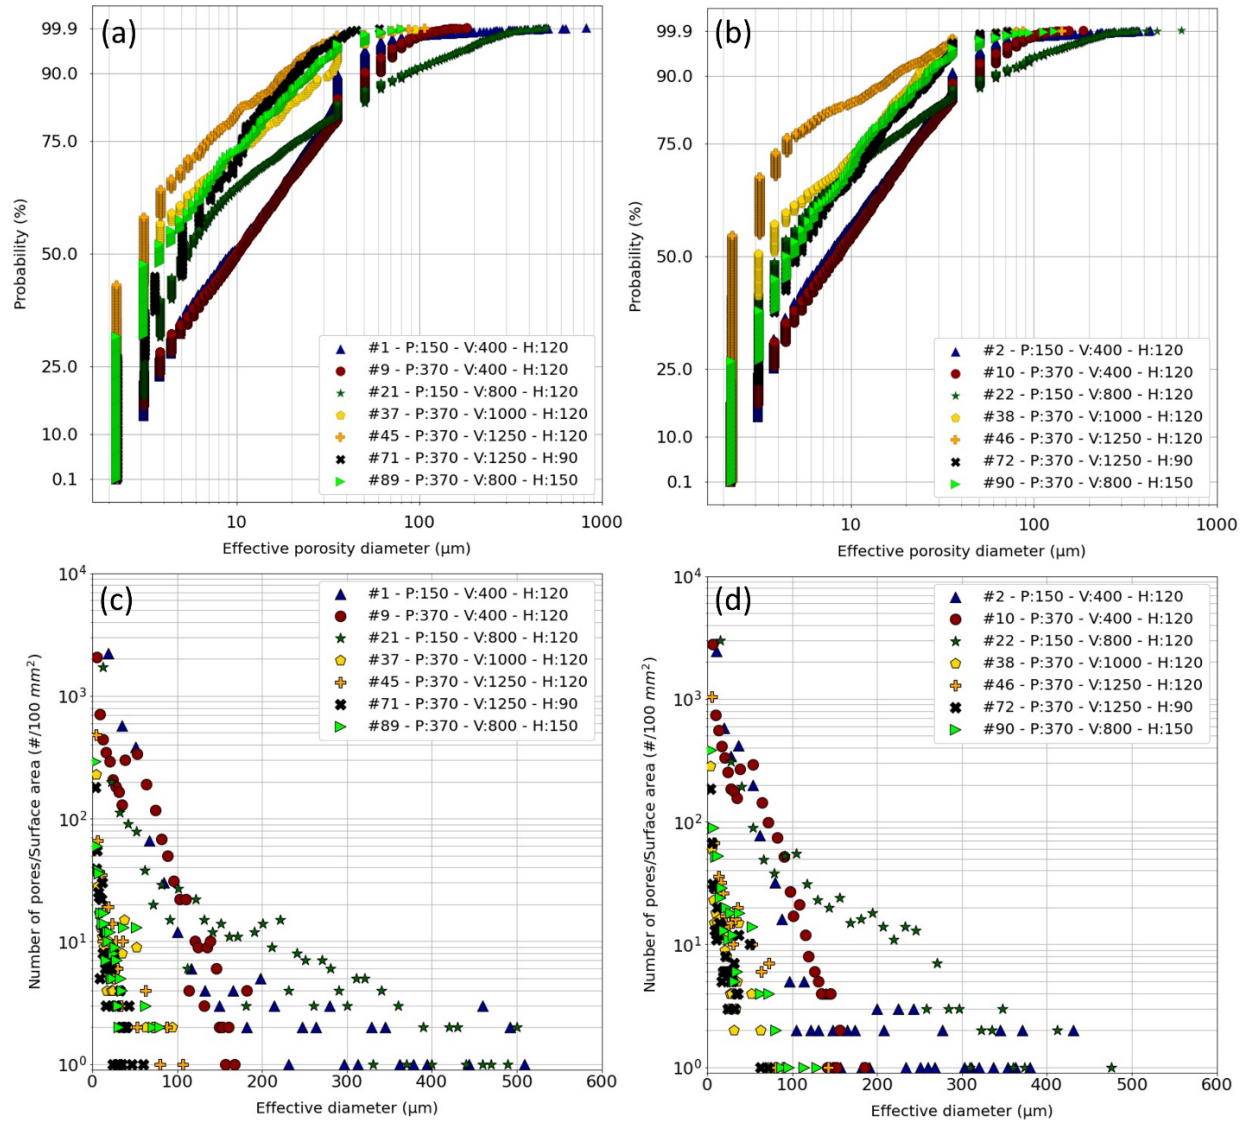 (a)
Probability (%)
99.9
90.0
75.0
50.0
25.0
10.0
0.1
#1 - P:150 - V:400 - H:120
#9 - P:370 - V:400 - H:120
#21 - P:150 - V:800 - H:120
#37 - P:370 - V:1000 - H:120
#45 - P:370 - V:1250 - H:120
#71 - P:370 - V:1250 - H:90
#89 - P:370 - V:800 - H:150
10 100 1000
Effective porosity diameter (µm)
(b)
Probability (%)
99.9
90.0
75.0
50.0
25.0
10.0
0.1
#2 - P:150 - V:400 - H:120
#10 - P:370 - V:400 - H:120
#22 - P:150 - V:800 - H:120
#38 - P:370 - V:1000 - H:120
#46 - P:370 - V:1250 - H:120
#72 - P:370 - V:1250 - H:90
#90 - P:370 - V:800 - H:150
10 100 1000
Effective porosity diameter (µm)
(c)
Number of pores/Surface area (#/100 mm²)
10⁴
10³
10²
10¹
10⁰
#1 - P:150 - V:400 - H:120
#9 - P:370 - V:400 - H:120
#21 - P:150 - V:800 - H:120
#37 - P:370 - V:1000 - H:120
#45 - P:370 - V:1250 - H:120
#71 - P:370 - V:1250 - H:90
#89 - P:370 - V:800 - H:150
0 100 200 300 400 500 600
Effective diameter (µm)
(d)
Number of pores/Surface area (#/100 mm²)
10⁴
10³
10²
10¹
10⁰
#2 - P:150 - V:400 - H:120
#10 - P:370 - V:400 - H:120
#22 - P:150 - V:800 - H:120
#38 - P:370 - V:1000 - H:120
#46 - P:370 - V:1250 - H:120
#72 - P:370 - V:1250 - H:90
#90 - P:370 - V:800 - H:150
0 100 200 300 400 500 600
Effective diameter (µm)